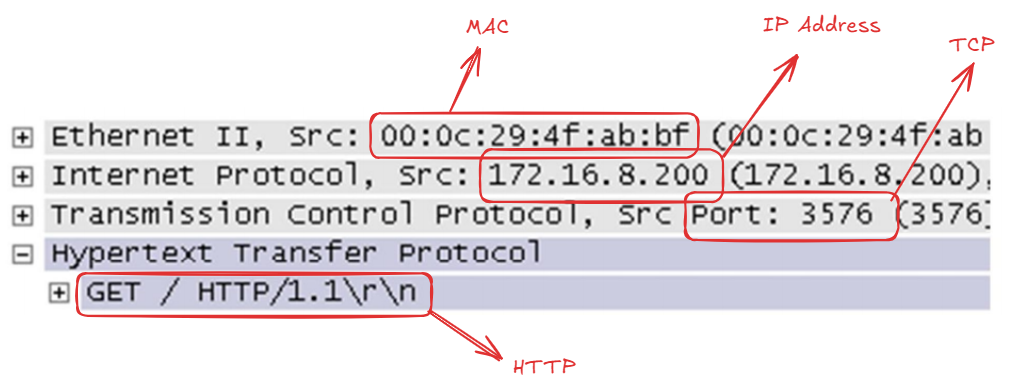 MAC
IP Address
TCP
Ethernet II, Src: 00:0c:29:4f:ab:bf (00:0c:29:4f:ab
Internet Protocol, Src: 172.16.8.200 (172.16.8.200),
Transmission Control Protocol, Src Port: 3576 (3576)
Hypertext Transfer Protocol
GET / HTTP/1.1\r\n
HTTP